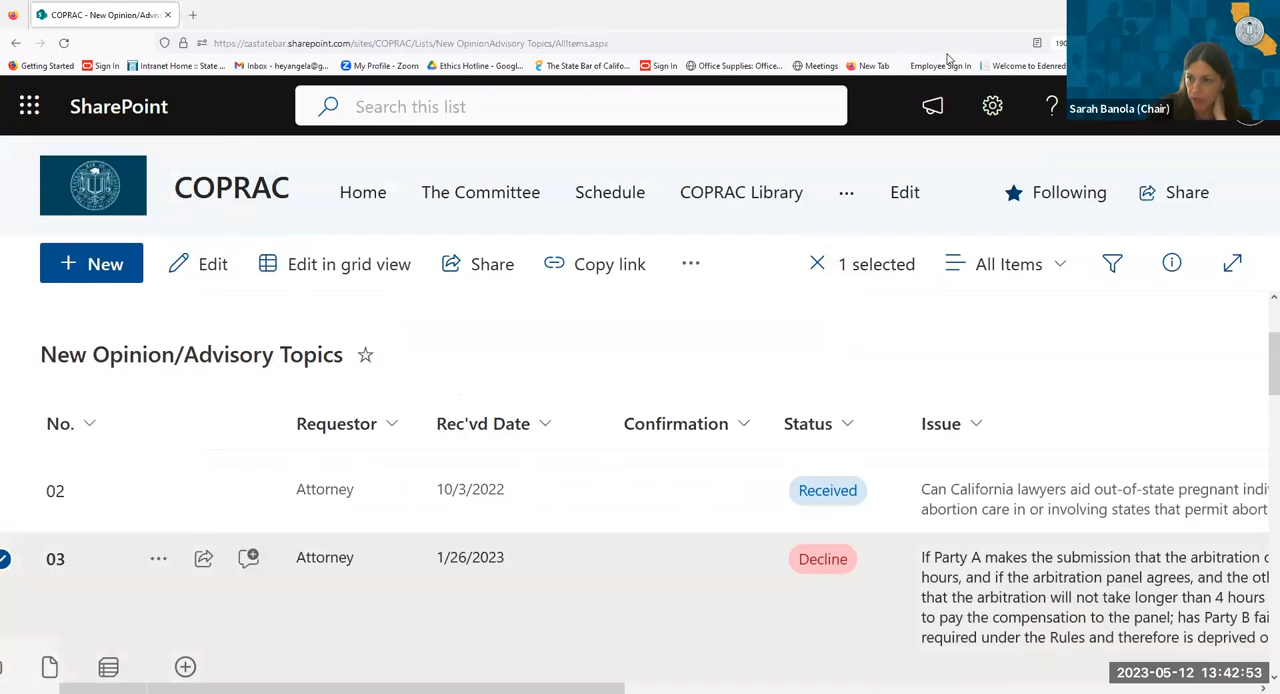 COPRAC - New Opinion/Advis
https://castatebar.sharepoint.com/sites/COPRAC/Lists/New OpinionAdvisory Topics/AllItems.aspx
190
Getting Started Sign In Intranet Home :: State ... Inbox - heyangela@g... My Profile - Zoom Ethics Hotline - Googl... The State Bar of Califo... Sign In Office Supplies: Office... Meetings New Tab Employee Sign In Welcome to Edenred
SharePoint Search this list ?
Sarah Banola (Chair)
COPRAC Home The Committee Schedule COPRAC Library ... Edit Following Share
+ New Edit Edit in grid view Share Copy link ... 1 selected All Items
New Opinion/Advisory Topics
No. Requestor Rec'vd Date Confirmation Status Issue
02 Attorney 10/3/2022 Received Can California lawyers aid out-of-state pregnant indi
abortion care in or involving states that permit abort
03 ... Attorney 1/26/2023 Decline If Party A makes the submission that the arbitration
hours, and if the arbitration panel agrees, and the ot
that the arbitration will not take longer than 4 hours
to pay the compensation to the panel; has Party B fai
required under the Rules and therefore is deprived o
2023-05-12 13:42:53